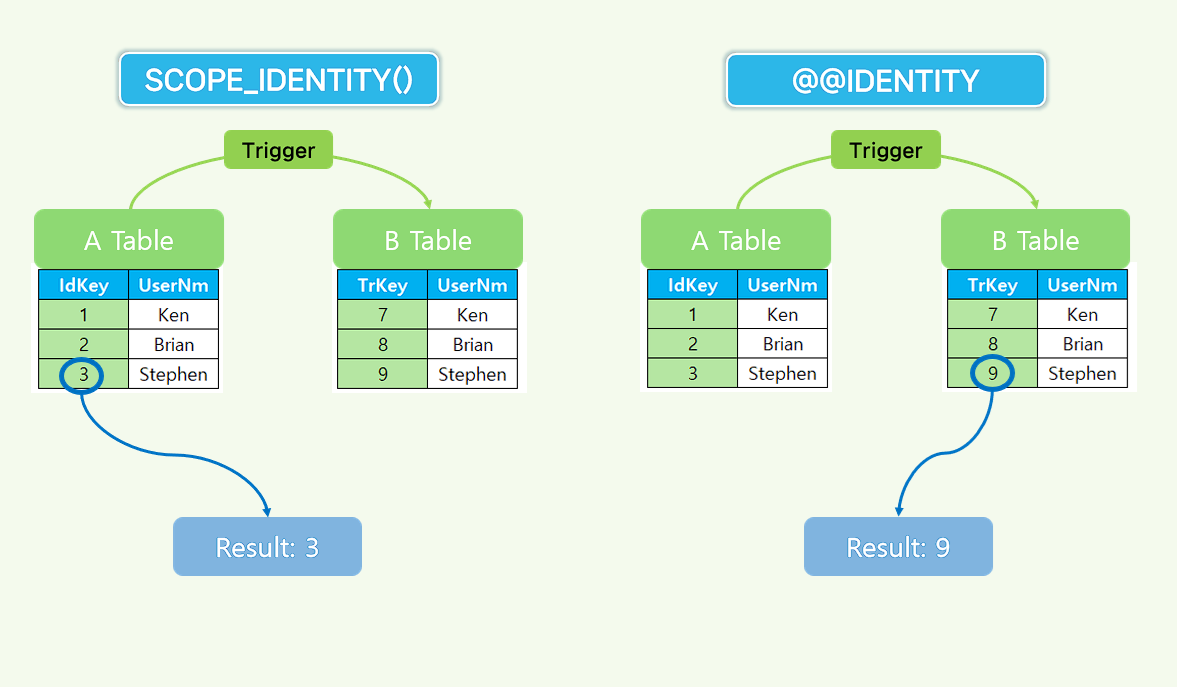 SCOPE_IDENTITY()
Trigger
A Table
B Table
IdKey UserNm
1 Ken
2 Brian
3 Stephen
TrKey UserNm
7 Ken
8 Brian
9 Stephen
Result: 3
@@IDENTITY
Trigger
A Table
B Table
IdKey UserNm
1 Ken
2 Brian
3 Stephen
TrKey UserNm
7 Ken
8 Brian
9 Stephen
Result: 9